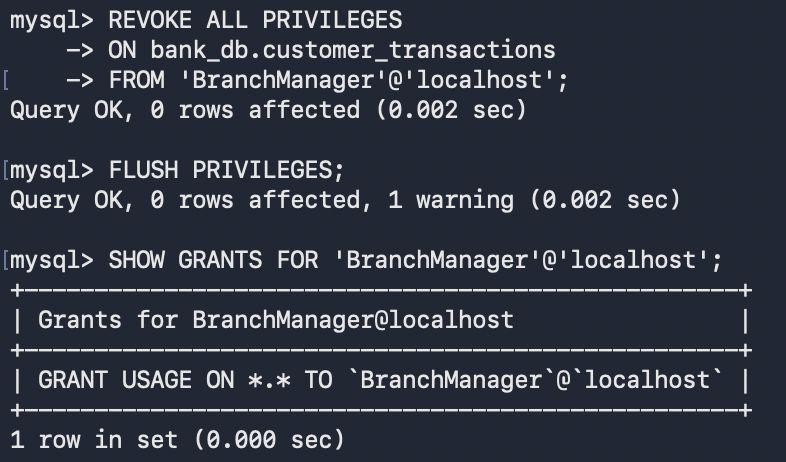 mysql> REVOKE ALL PRIVILEGES
    -> ON bank_db.customer_transactions
[    -> FROM 'BranchManager'@'localhost';
Query OK, 0 rows affected (0.002 sec)

[mysql> FLUSH PRIVILEGES;
Query OK, 0 rows affected, 1 warning (0.002 sec)

[mysql> SHOW GRANTS FOR 'BranchManager'@'localhost';
+---------------------------------------------------+
| Grants for BranchManager@localhost                |
+---------------------------------------------------+
| GRANT USAGE ON *.* TO `BranchManager`@`localhost` |
+---------------------------------------------------+
1 row in set (0.000 sec)